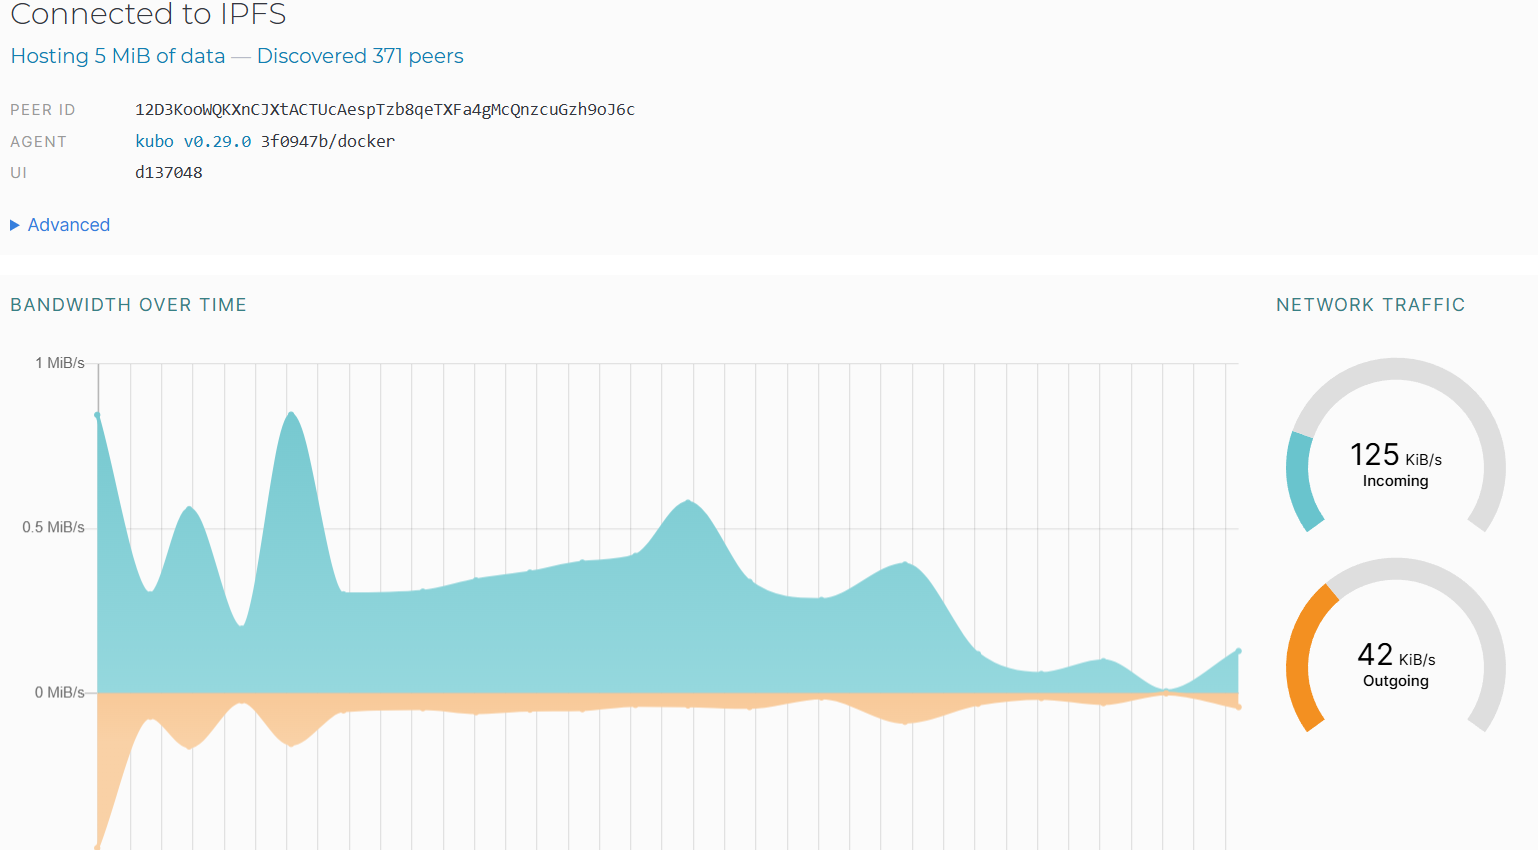 Connected to IPFS
Hosting 5 MiB of data — Discovered 371 peers
PEER ID 12D3KooWQKXnCJXtACTUcAespTzb8qeTXFa4gMcQnzcuGzh9oJ6c
AGENT kubo v0.29.0 3f0947b/docker
UI d137048
Advanced
BANDWIDTH OVER TIME
NETWORK TRAFFIC
1 MiB/s
0.5 MiB/s
0 MiB/s
125 KiB/s
Incoming
42 KiB/s
Outgoing